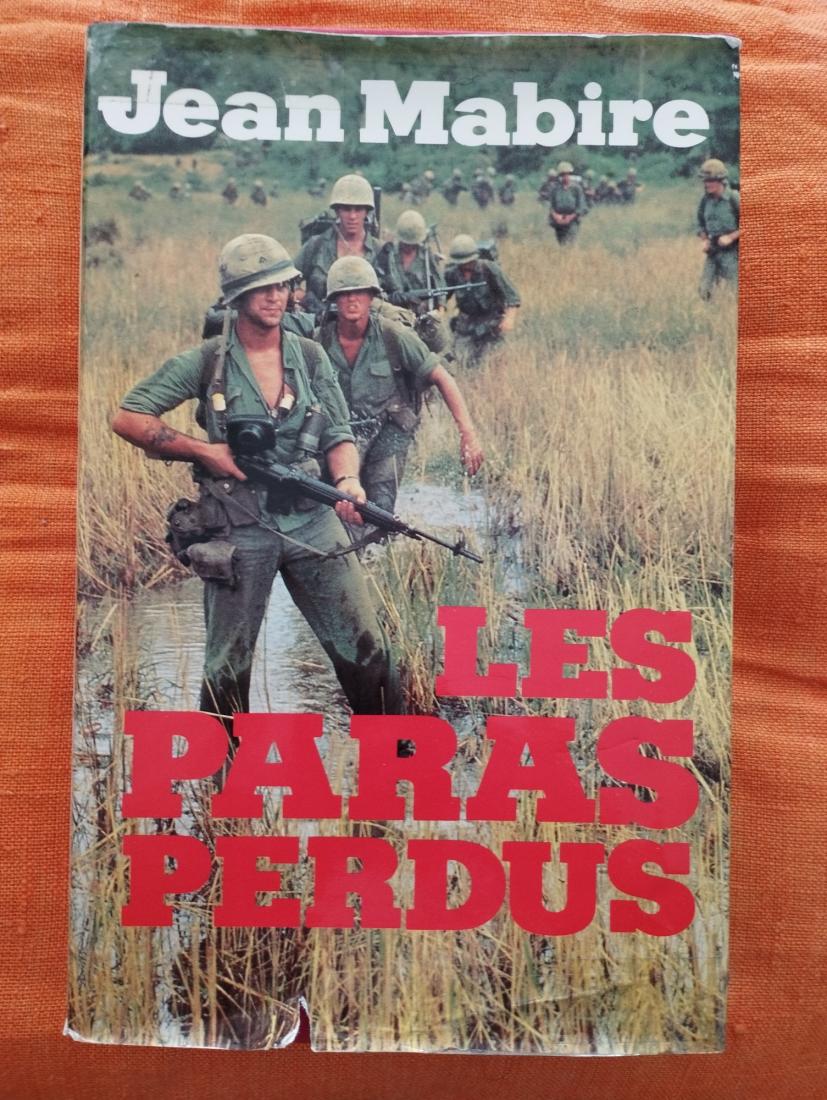 Jean Mabire
LES
PARAS
PERDUS